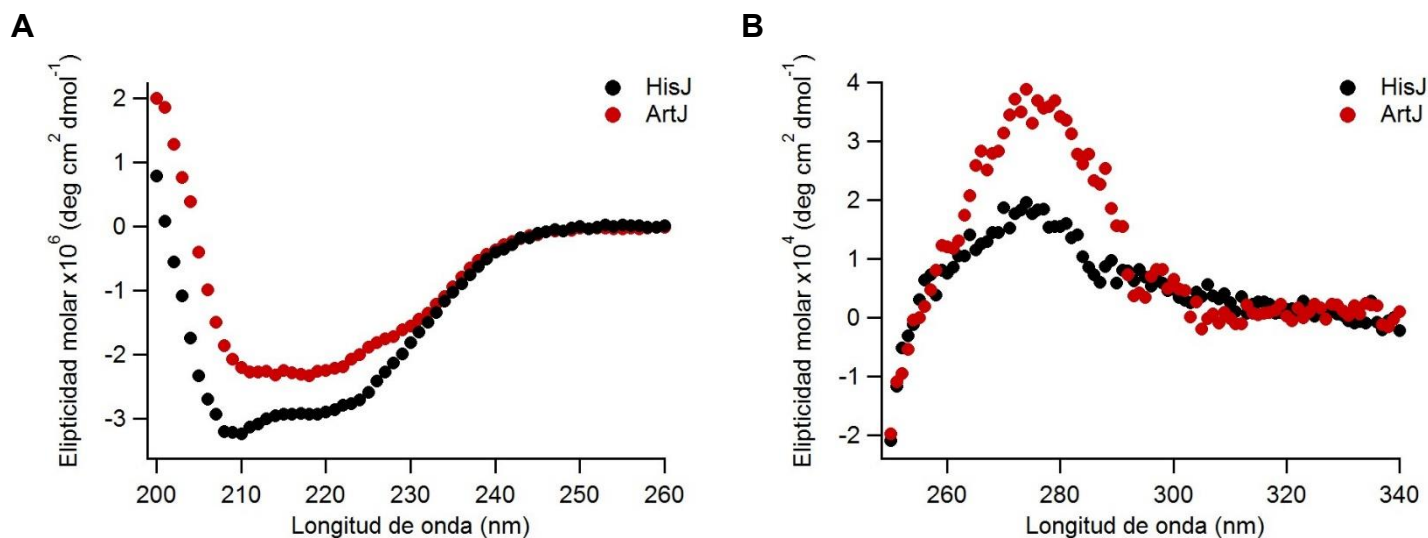 A
Elipticidad molar x10⁶ (deg cm² dmol⁻¹)
2
1
0
-1
-2
-3
200 210 220 230 240 250 260
Longitud de onda (nm)
HisJ
ArtJ
B
Elipticidad molar x10⁴ (deg cm² dmol⁻¹)
4
3
2
1
0
-1
-2
260 280 300 320 340
Longitud de onda (nm)
HisJ
ArtJ